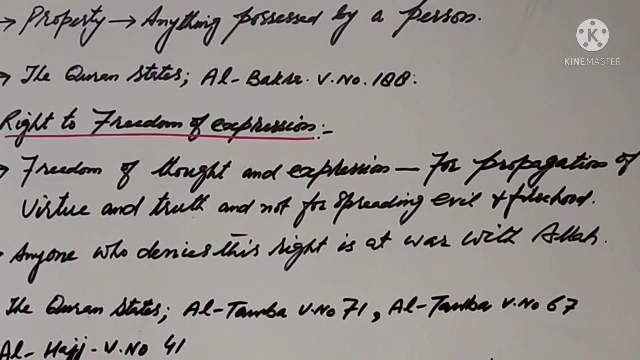 → Property → Anything possessed by a person.
K
KINEMASTER
→ The Quran States; Al-Bakra. V. No. 188.
Right to Freedom of expression:-
→ Freedom of thought and expression — For propagation of
Virtue and truth and not for spreading evil &
Anyone who denies this right is at war with Allah.
The Quran States; Al-Tawba V.No 71, Al-Tawba V.No 67
Al-Hajj-V.No 41